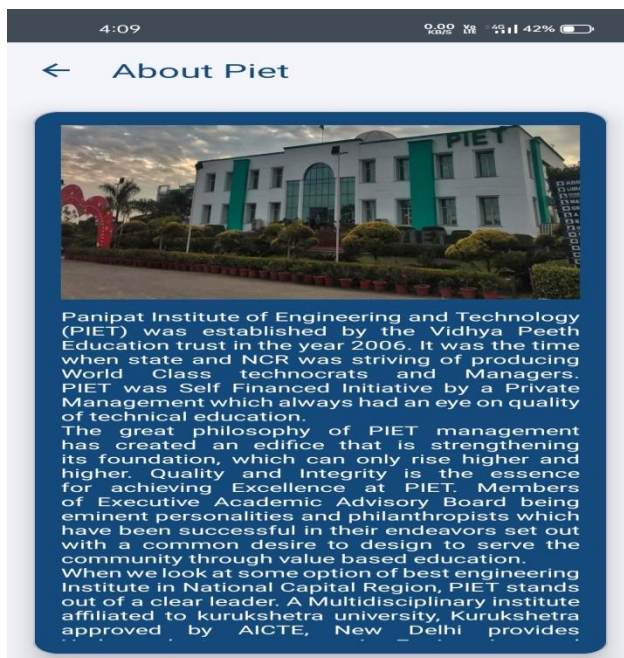 4:09
0.00 KB/S Vo LTE 4G 42%
← About Piet
PIET
Panipat Institute of Engineering and Technology
(PIET) was established by the Vidhya Peeth
Education trust in the year 2006. It was the time
when state and NCR was striving of producing
World Class technocrats and Managers.
PIET was Self Financed Initiative by a Private
Management which always had an eye on quality
of technical education.
The great philosophy of PIET management
has created an edifice that is strengthening
its foundation, which can only rise higher and
higher. Quality and Integrity is the essence
for achieving Excellence at PIET. Members
of Executive Academic Advisory Board being
eminent personalities and philanthropists which
have been successful in their endeavors set out
with a common desire to design to serve the
community through value based education.
When we look at some option of best engineering
Institute in National Capital Region, PIET stands
out of a clear leader. A Multidisciplinary institute
affiliated to kurukshetra university, Kurukshetra
approved by AICTE, New Delhi provides